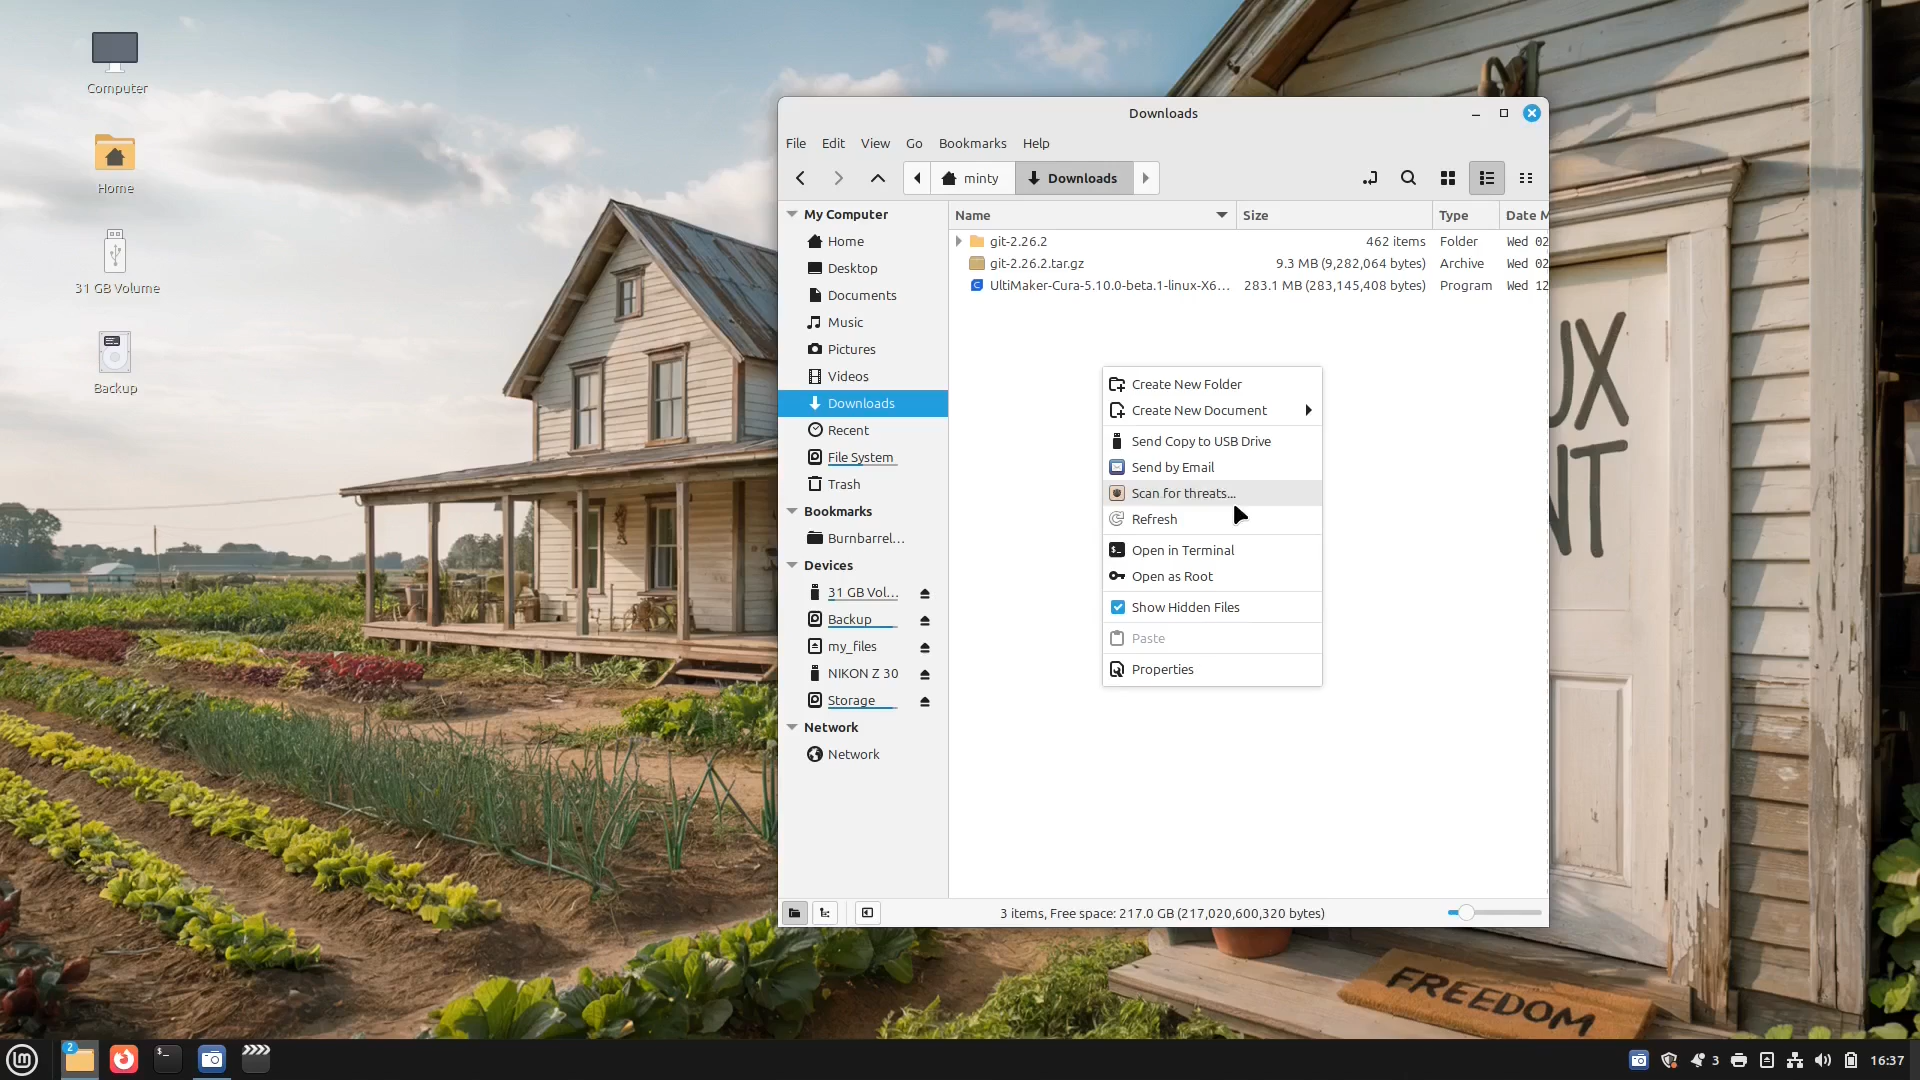 Computer
Home
31 GB Volume
Backup
Downloads
File Edit View Go Bookmarks Help
minty Downloads
My Computer
Home
Desktop
Documents
Music
Pictures
Videos
Downloads
Recent
File System
Trash
Bookmarks
Burnbarrel...
Devices
31 GB Vol...
Backup
my_files
NIKON Z 30
Storage
Network
Network
Name Size Type Date M
git-2.26.2 462 items Folder Wed 02
git-2.26.2.tar.gz 9.3 MB (9,282,064 bytes) Archive Wed 02
UltiMaker-Cura-5.10.0-beta.1-linux-X6... 283.1 MB (283,145,408 bytes) Program Wed 12
Create New Folder
Create New Document
Send Copy to USB Drive
Send by Email
Scan for threats...
Refresh
Open in Terminal
Open as Root
Show Hidden Files
Paste
Properties
3 items, Free space: 217.0 GB (217,020,600,320 bytes)
UX
NT
FREEDOM
2
lm
3
16:37